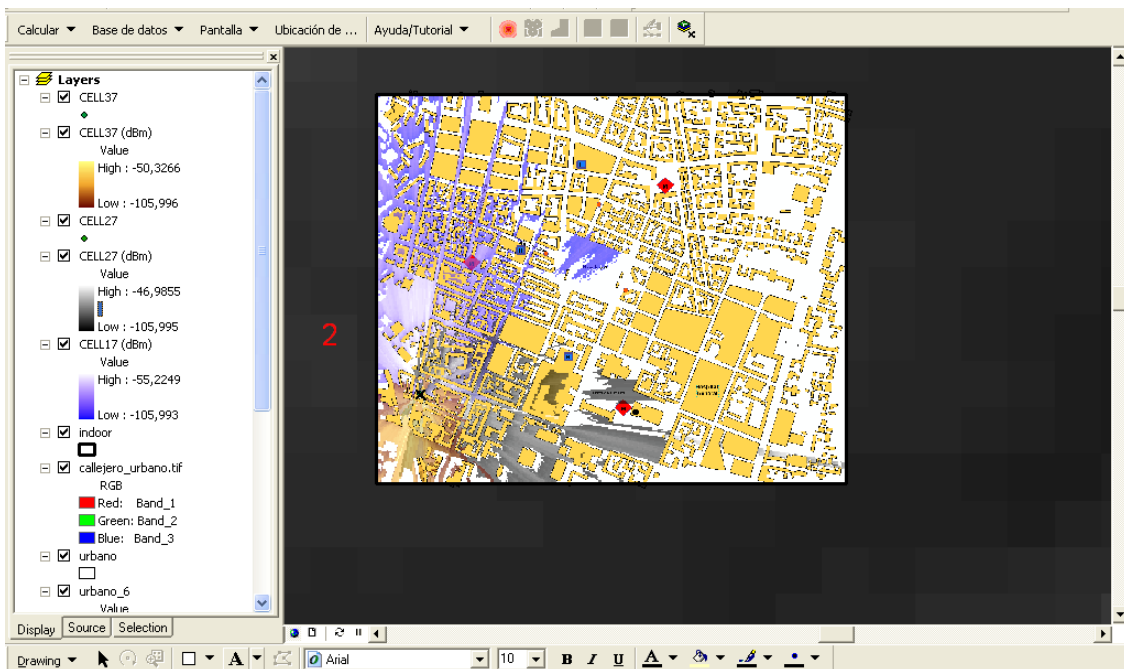 Calcular Base de datos Pantalla Ubicación de ... Ayuda/Tutorial
Layers
CELL37
CELL37 (dBm)
Value
High : -50,3266
Low : -105,996
CELL27
CELL27 (dBm)
Value
High : -46,9855
Low : -105,995
CELL17 (dBm)
Value
High : -55,2249
Low : -105,993
indoor
callejero_urbano.tif
RGB
Red: Band_1
Green: Band_2
Blue: Band_3
urbano
urbano_6
Value
Display Source Selection
2
Drawing A Arial 10 B I U A